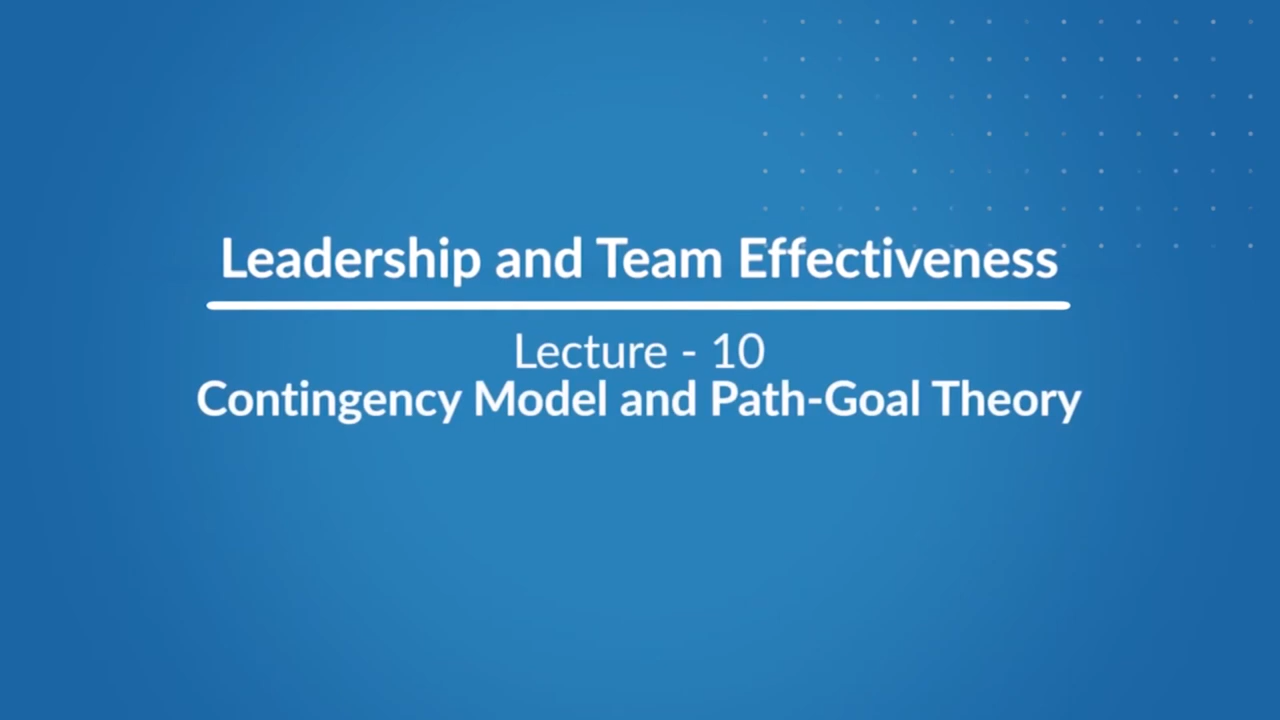 Leadership and Team Effectiveness
Lecture - 10
Contingency Model and Path-Goal Theory